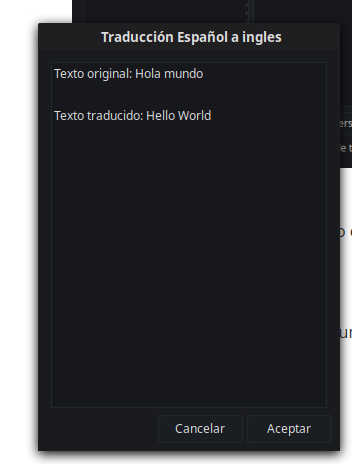 Traducción Español a ingles
Texto original: Hola mundo
Texto traducido: Hello World
Cancelar
Aceptar